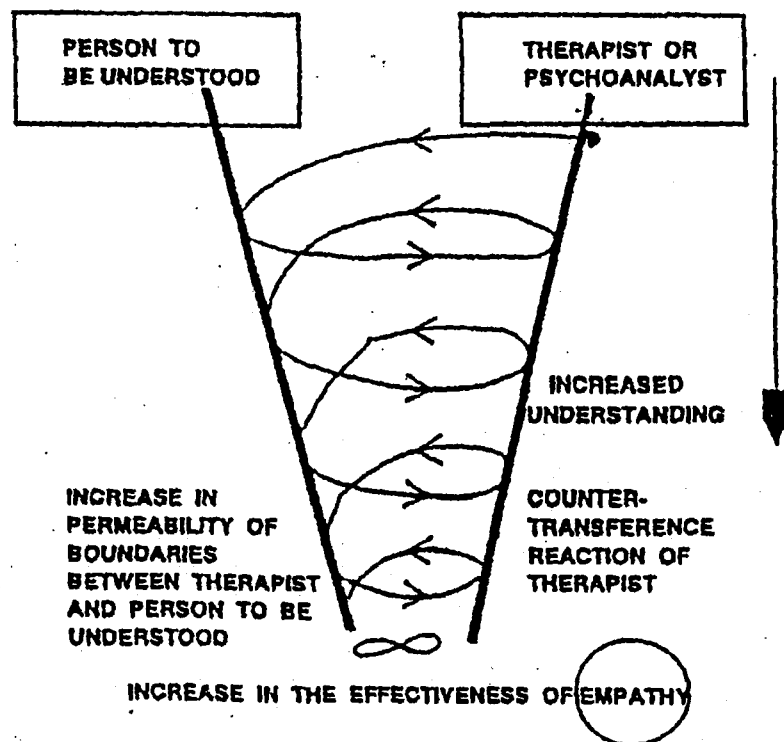 PERSON TO
BE UNDERSTOOD
THERAPIST OR
PSYCHOANALYST
INCREASED
UNDERSTANDING
INCREASE IN
PERMEABILITY OF
BOUNDARIES
BETWEEN THERAPIST
AND PERSON TO BE
UNDERSTOOD
COUNTER-
TRANSFERENCE
REACTION OF
THERAPIST
∞
INCREASE IN THE EFFECTIVENESS OF EMPATHY